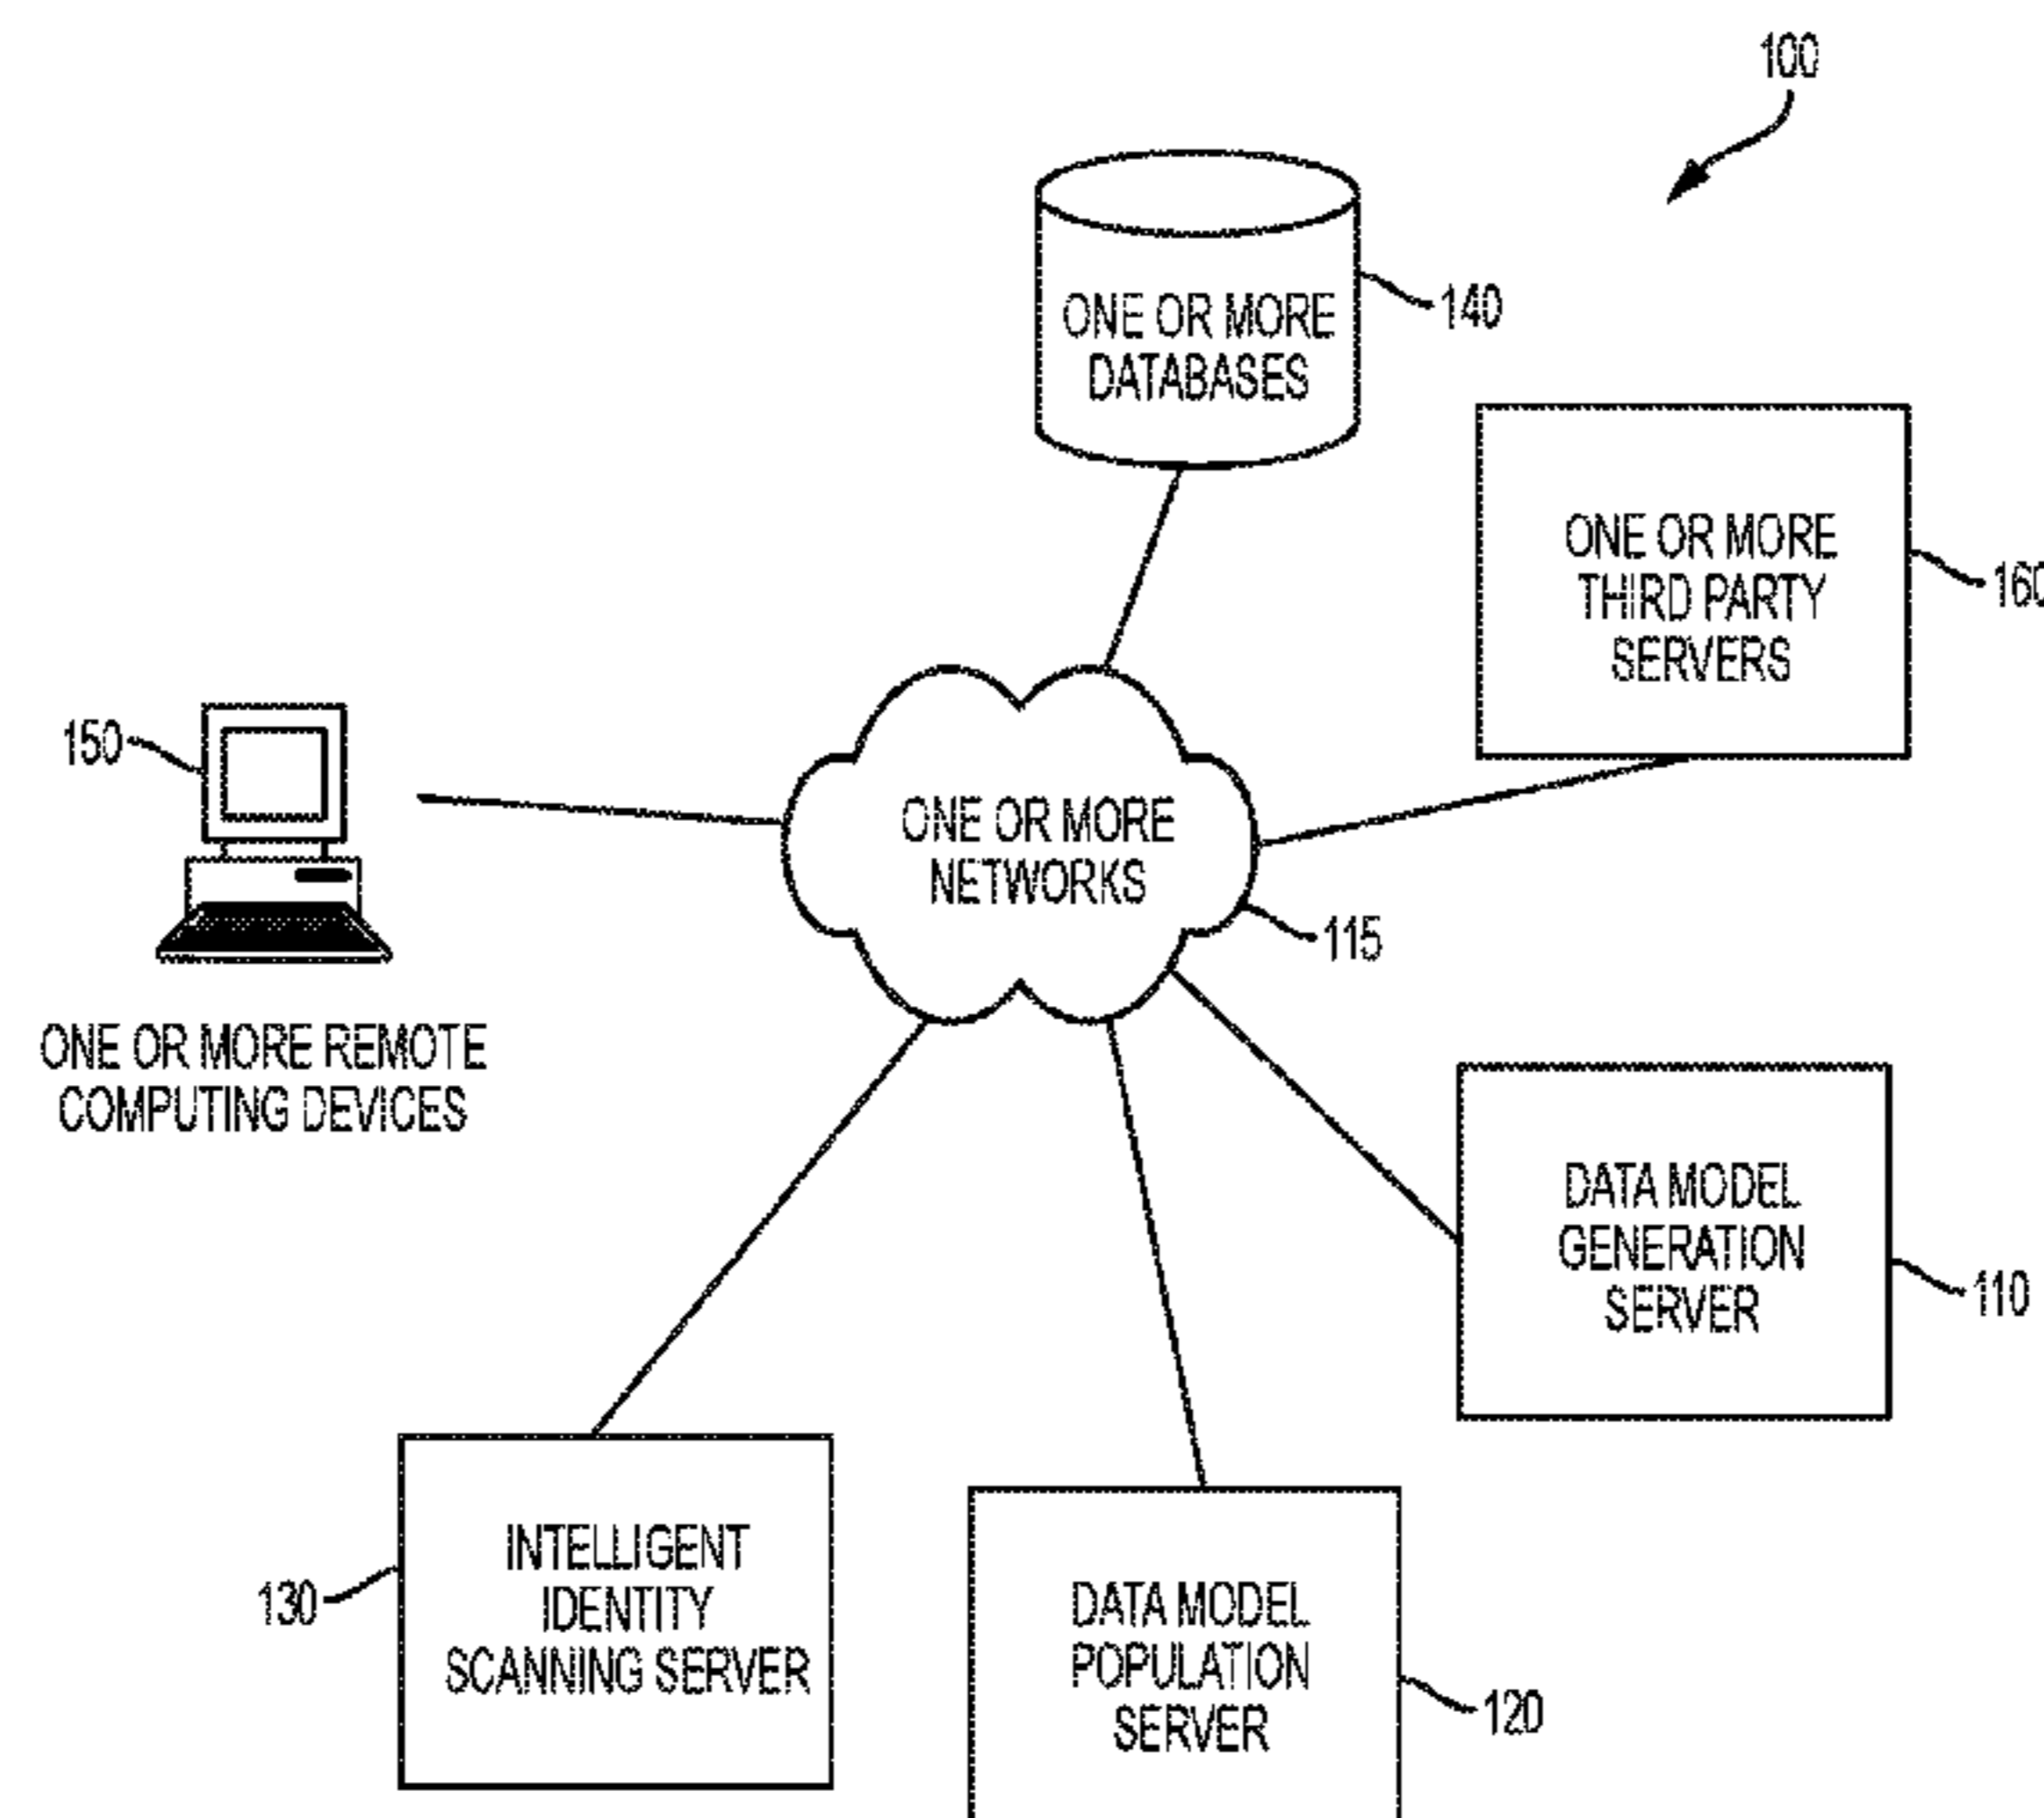 100
ONE OR MORE
DATABASES
140
ONE OR MORE
THIRD PARTY
SERVERS
160
150
ONE OR MORE
NETWORKS
115
ONE OR MORE REMOTE
COMPUTING DEVICES
DATA MODEL
GENERATION
SERVER
110
INTELLIGENT
IDENTITY
SCANNING SERVER
130
DATA MODEL
POPULATION
SERVER
120